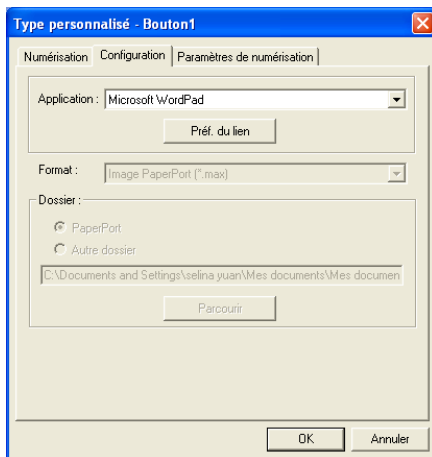 Type personnalisé - Bouton1
Numérisation Configuration Paramètres de numérisation
Application : Microsoft WordPad
Préf. du lien
Format : Image PaperPort (*.max)
Dossier :
PaperPort
Autre dossier
C:\Documents and Settings\selina yuan\Mes documents\Mes documen
Parcourir
OK Annuler